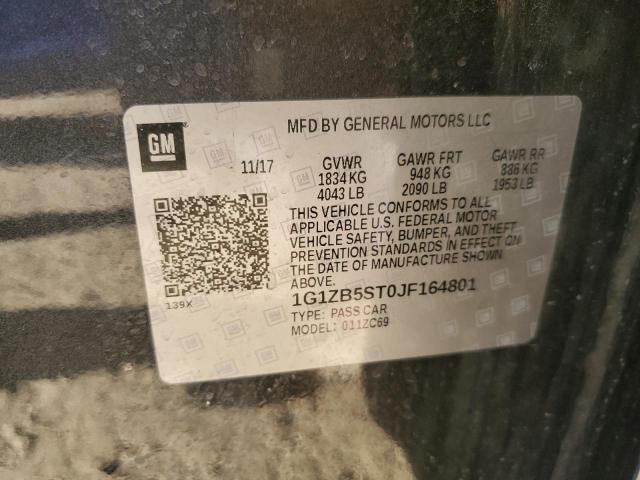 GM
MFD BY GENERAL MOTORS LLC
11/17 GVWR GAWR FRT GAWR RR
1834 KG 948 KG 886 KG
4043 LB 2090 LB 1953 LB
THIS VEHICLE CONFORMS TO ALL
APPLICABLE U.S. FEDERAL MOTOR
VEHICLE SAFETY, BUMPER, AND THEFT
PREVENTION STANDARDS IN EFFECT ON
THE DATE OF MANUFACTURE SHOWN
ABOVE.
139X
1G1ZB5ST0JF164801
TYPE: PASS CAR
MODEL: 011ZC69